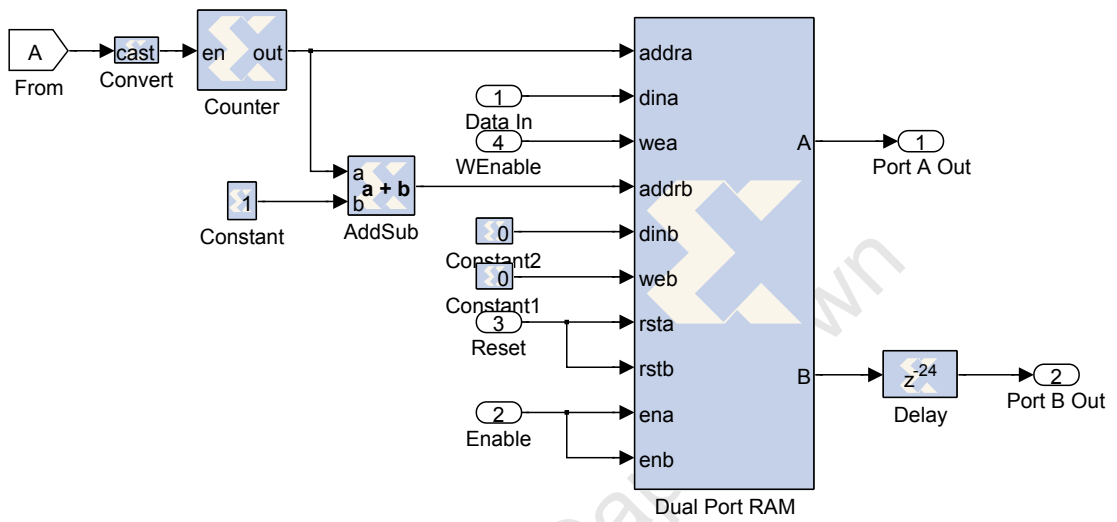 A
From
cast
Convert
en out
Counter
1
Data In
4
WEnable
a
b
a + b
AddSub
1
Constant
0
Constant2
0
Constant1
3
Reset
2
Enable
addra
dina
wea
addrb
dinb
web
rsta
rstb
ena
enb
A
B
Dual Port RAM
1
Port A Out
z-24
Delay
2
Port B Out